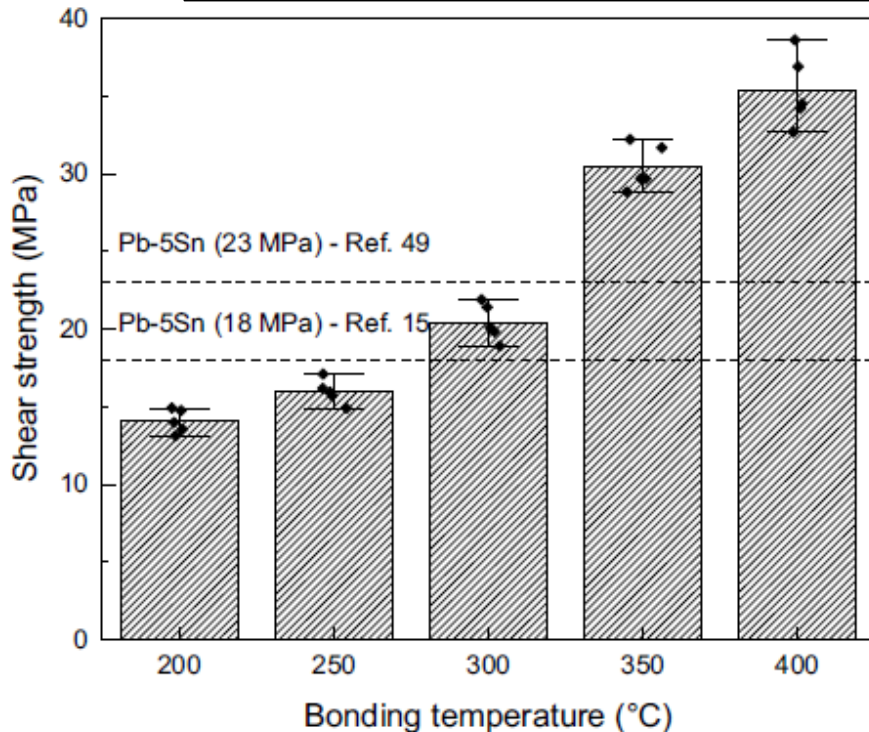 40
30
20
10
0
Shear strength (MPa)
Pb-5Sn (23 MPa) - Ref. 49
Pb-5Sn (18 MPa) - Ref. 15
200 250 300 350 400
Bonding temperature (°C)